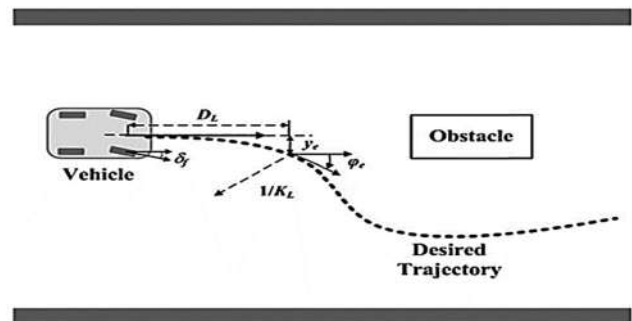 D_L
y_e
Obstacle
δ_f
φ_e
Vehicle
1/K_L
Desired
Trajectory